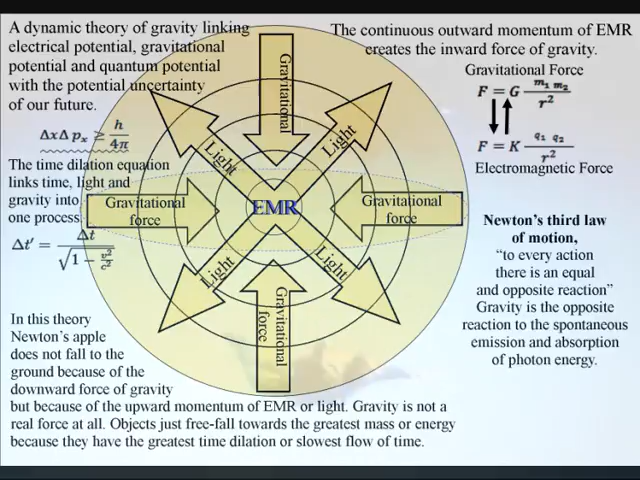 A dynamic theory of gravity linking
electrical potential, gravitational
potential and quantum potential
with the potential uncertainty
of our future.
Δx Δ pₓ ≥ h / 4π
The time dilation equation
links time, light and
gravity into
one process.
Δt' = Δt / √(1 − v²/c²)
The continuous outward momentum of EMR
creates the inward force of gravity.
Gravitational Force
F = G m₁ m₂ / r²
F = K q₁ q₂ / r²
Electromagnetic Force
Gravitational
Light
Light
Gravitational
force
EMR
Gravitational
force
Light
Light
Gravitational
force
Newton's third law
of motion,
“to every action
there is an equal
and opposite reaction”
Gravity is the opposite
reaction to the spontaneous
emission and absorption
of photon energy.
In this theory
Newton's apple
does not fall to the
ground because of the
downward force of gravity
but because of the upward momentum of EMR or light. Gravity is not a
real force at all. Objects just free-fall towards the greatest mass or energy
because they have the greatest time dilation or slowest flow of time.